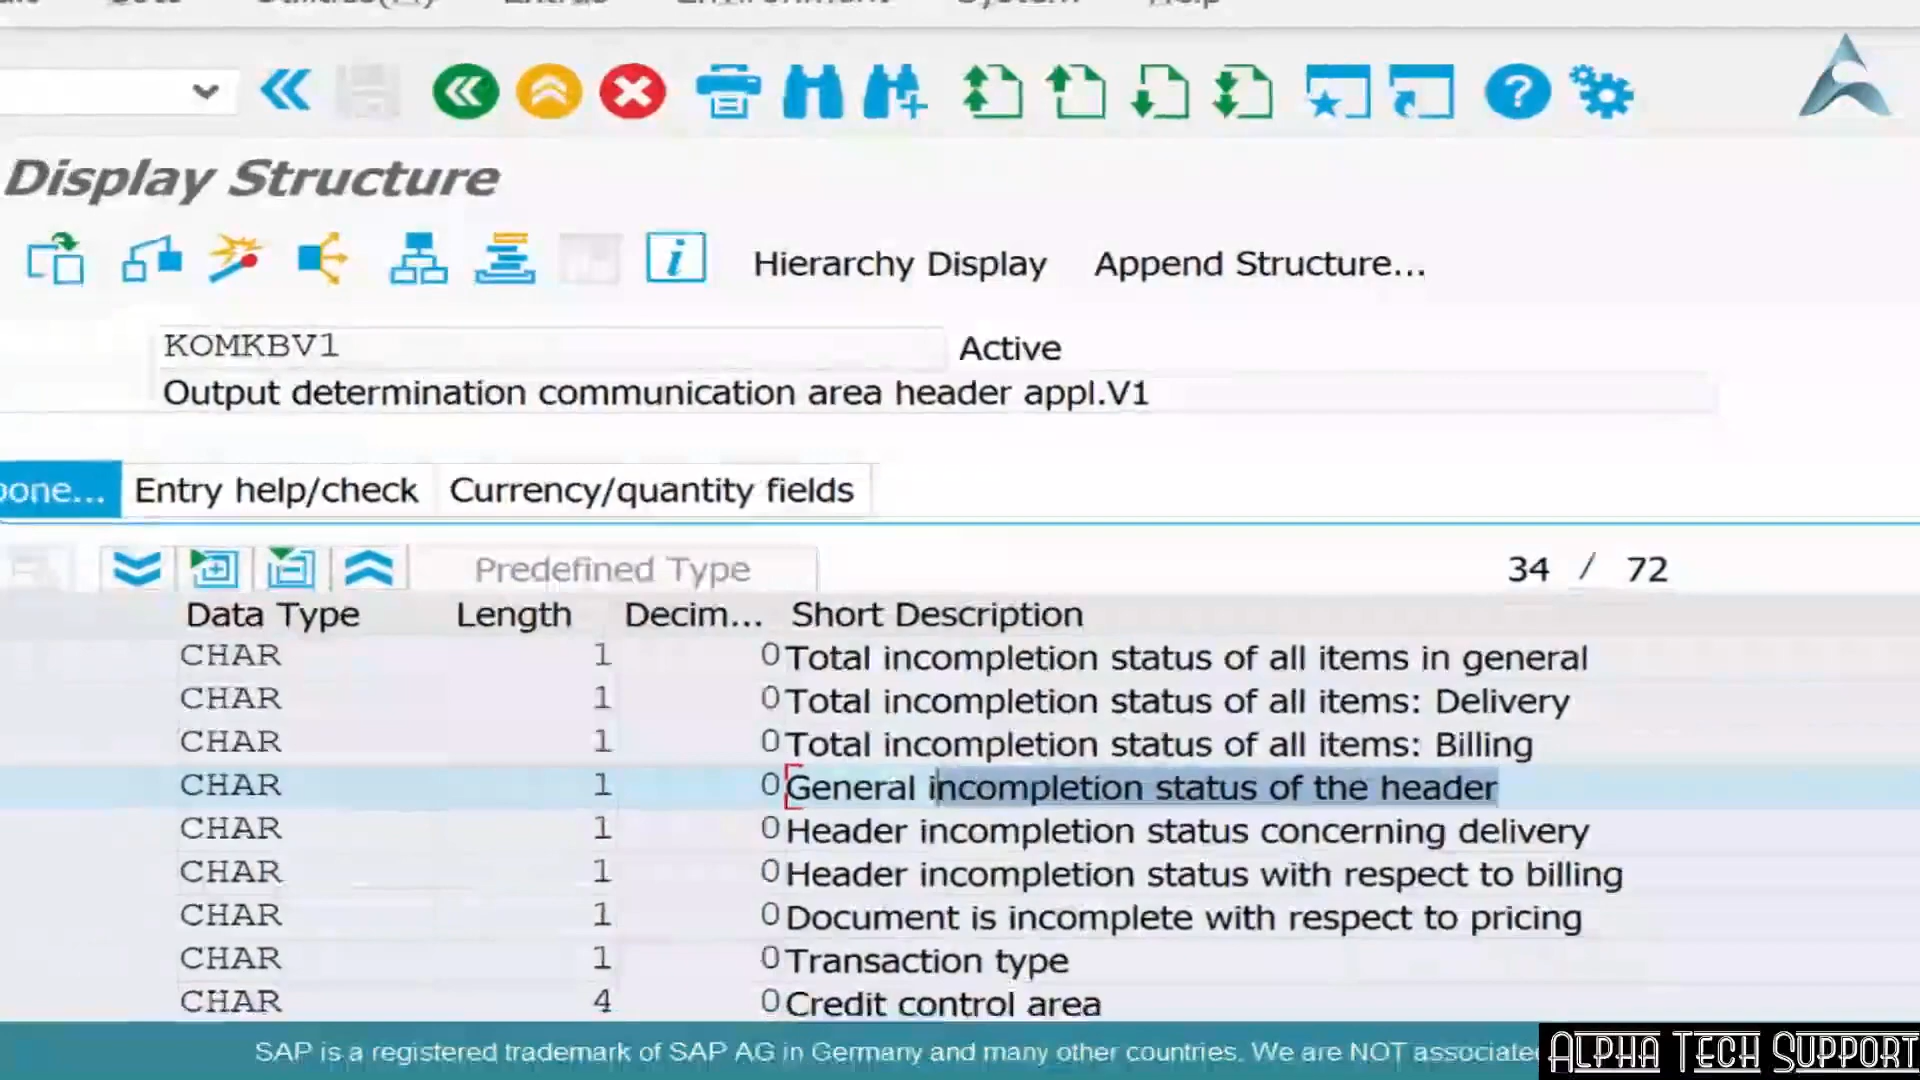 Extras Environment System Help
Display Structure
Hierarchy Display Append Structure...
KOMKBV1 Active
Output determination communication area header appl.V1
pone... Entry help/check Currency/quantity fields
Predefined Type 34 / 72
Data Type Length Decim... Short Description
CHAR 1 0 Total incompletion status of all items in general
CHAR 1 0 Total incompletion status of all items: Delivery
CHAR 1 0 Total incompletion status of all items: Billing
CHAR 1 0 General incompletion status of the header
CHAR 1 0 Header incompletion status concerning delivery
CHAR 1 0 Header incompletion status with respect to billing
CHAR 1 0 Document is incomplete with respect to pricing
CHAR 1 0 Transaction type
CHAR 4 0 Credit control area
SAP is a registered trademark of SAP AG in Germany and many other countries. We are NOT associate
ALPHA TECH SUPPORT